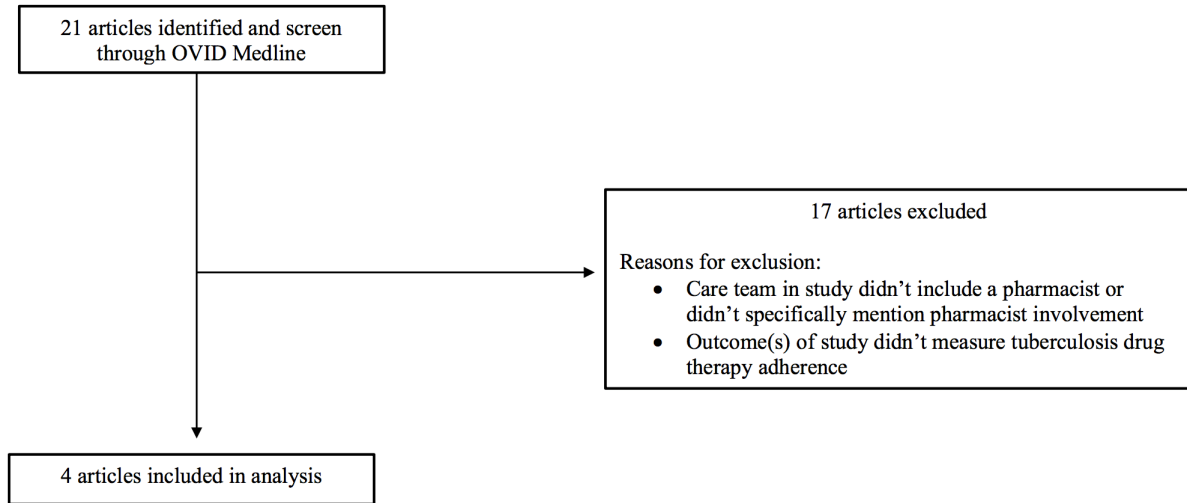 21 articles identified and screen
through OVID Medline
17 articles excluded
Reasons for exclusion:
• Care team in study didn’t include a pharmacist or
didn’t specifically mention pharmacist involvement
• Outcome(s) of study didn’t measure tuberculosis drug
therapy adherence
4 articles included in analysis